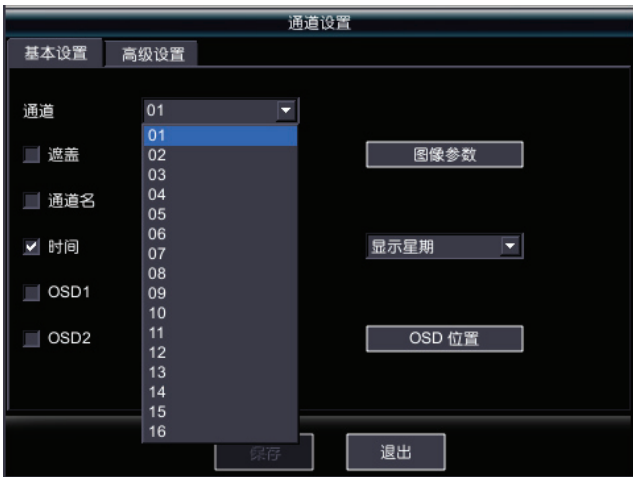 通道设置
基本设置 高级设置
通道 01
01
遮盖 02 图像参数
03
通道名 04
05
06
时间 07 显示星期
08
OSD1 09
10
OSD2 11 OSD 位置
12
13
14
15
16
保存 退出